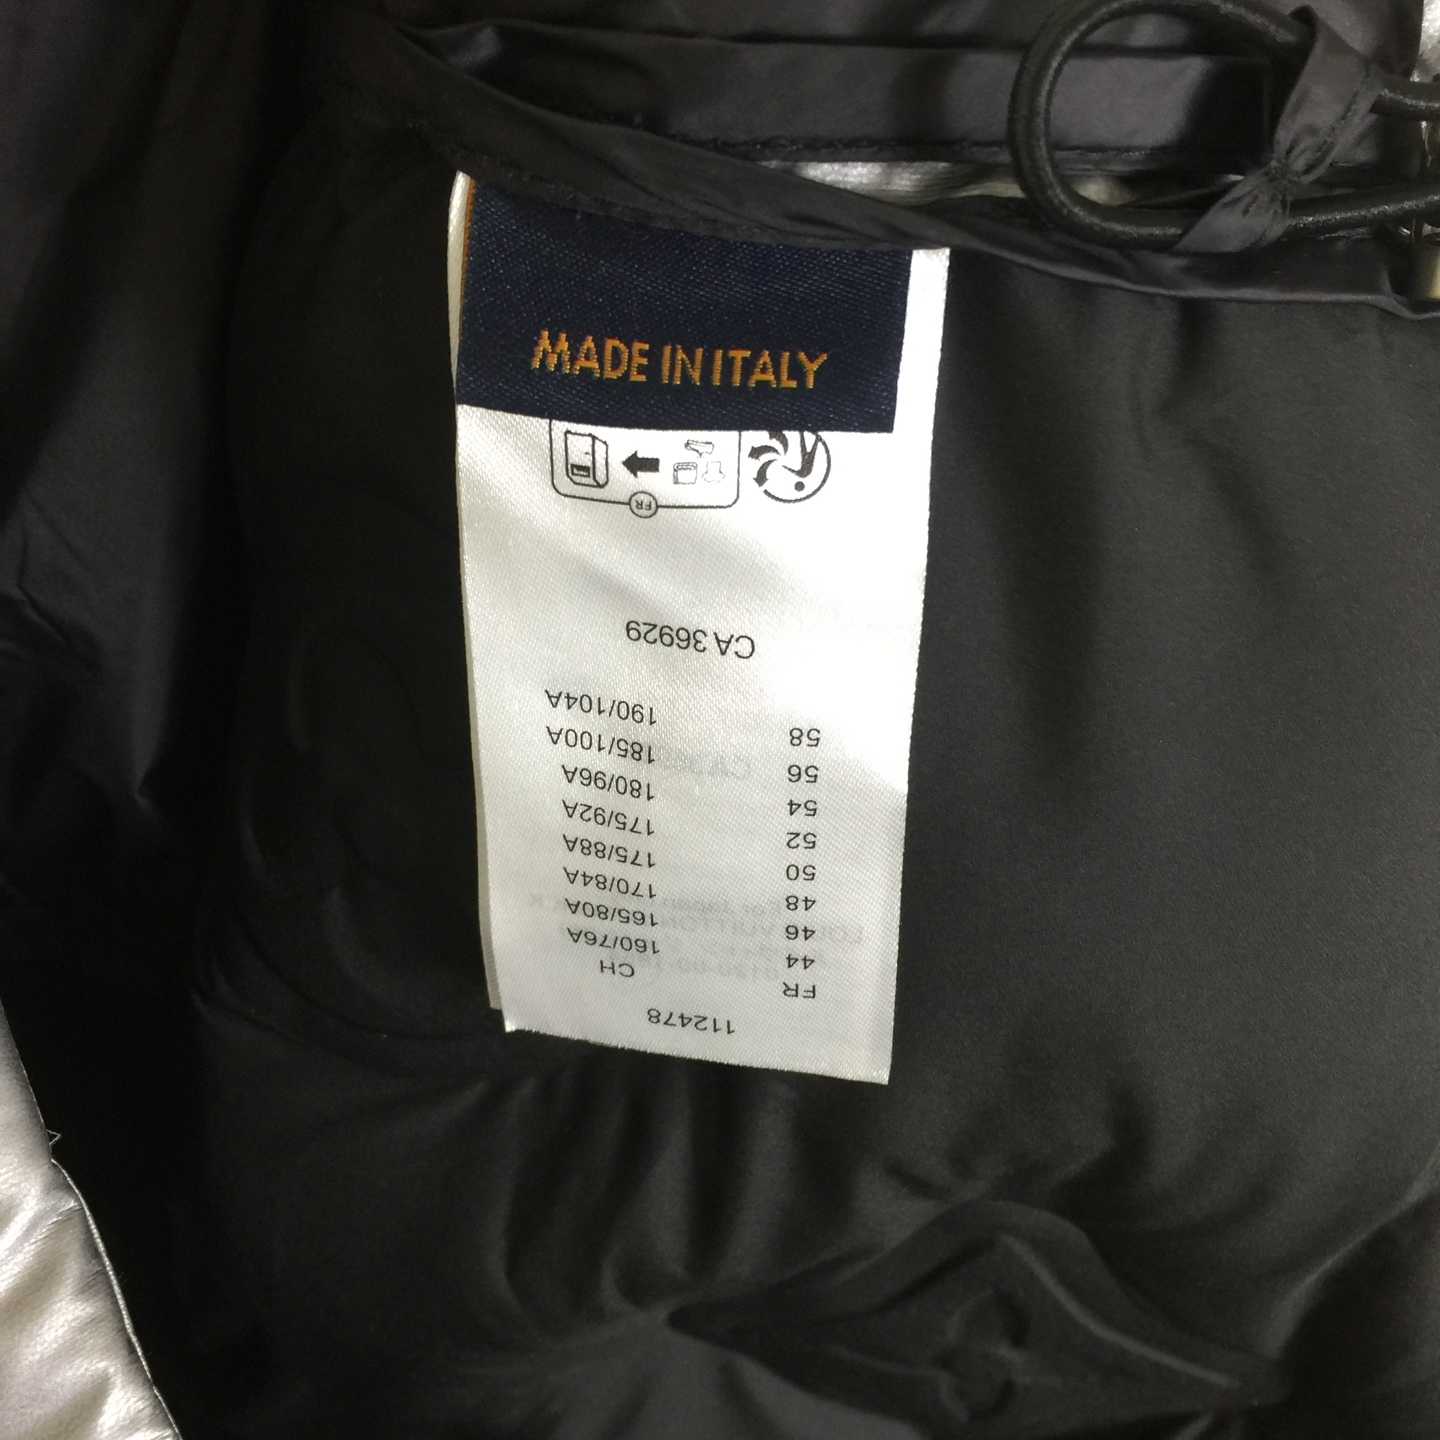 MADE IN ITALY
112478
FR CH
44 160/76A
46 165/80A
48 170/84A
50 175/88A
52 175/92A
54 180/96A
56 185/100A
58 190/104A
CA 36929
FR